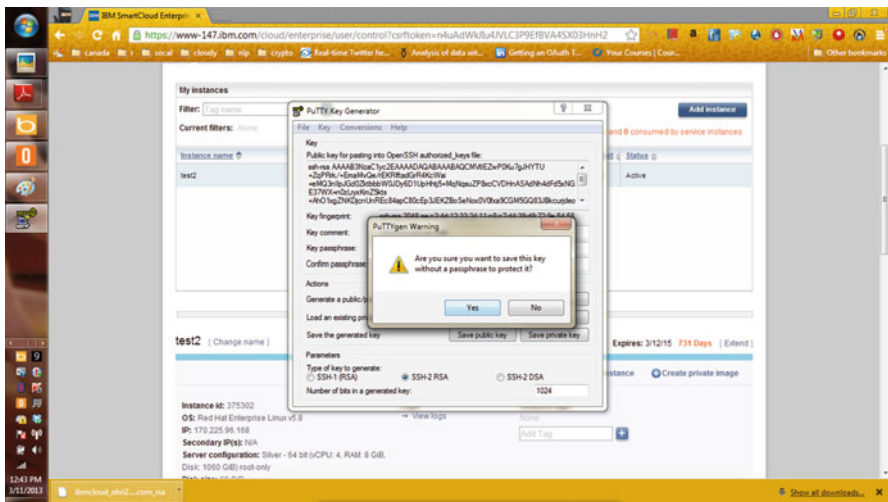 IBM SmartCloud Enterpris
https://www-147.ibm.com/cloud/enterprise/user/control?
canada
social
cloudy
nlp
crypto
Real-time Twitter he...
Analysis of data wit...
Getting an OAuth T...
Your Courses | Cour...
Other bookmarks
My instances
Filter: Tag name
Add instance
Current filters: None
and 0 consumed by service instances
Instance name
Status
test2
Active
PuTTY Key Generator
File Key Conversions Help
Key
Public key for pasting into OpenSSH authorized_keys file:
Key fingerprint:
Key comment:
Key passphrase:
Confirm passphrase:
PuTTYgen Warning
Are you sure you want to save this key
without a passphrase to protect it?
Yes
No
Actions
Generate a public/p
Load an existing pri
Save the generated key
Save public key
Save private key
Parameters
Type of key to generate:
SSH-1 (RSA)
SSH-2 RSA
SSH-2 DSA
Number of bits in a generated key:
1024
test2 [ Change name ]
Expires: 3/12/15 731 Days [ Extend ]
instance
Create private image
Instance id: 375302
OS: Red Hat Enterprise Linux v5.8
→ View logs
None
IP: 170.225.96.168
Add Tag
Secondary IP(s): N/A
Server configuration: Silver - 64 bit (vCPU: 4, RAM: 8 GiB,
Disk: 1060 GiB) root-only
12:43 PM
3/11/2013
ibmcloud_ohri2....com_na
Show all downloads...